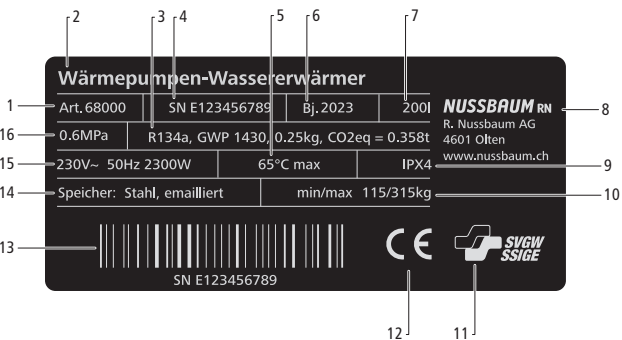 2 3 4 5 6 7
Wärmepumpen-Wassererwärmer
1 Art. 68000 SN E123456789 Bj. 2023 200l NUSSBAUM RN 8
16 0.6MPa R134a, GWP 1430, 0.25kg, CO2eq = 0.358t R. Nussbaum AG
4601 Olten
15 230V~ 50Hz 2300W 65°C max IPX4 www.nussbaum.ch 9
14 Speicher: Stahl, emailliert min/max 115/315kg 10
13 CE SVGW
SSIGE
SN E123456789
12 11